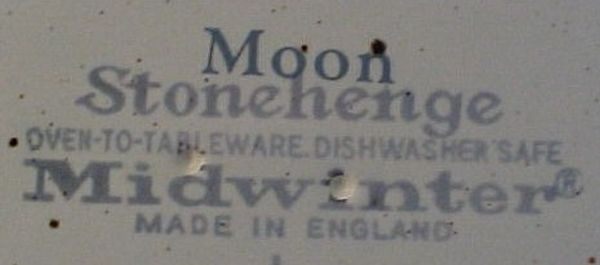 Moon
Stonehenge
OVEN-TO-TABLEWARE. DISHWASHER SAFE
Midwinter®
MADE IN ENGLAND